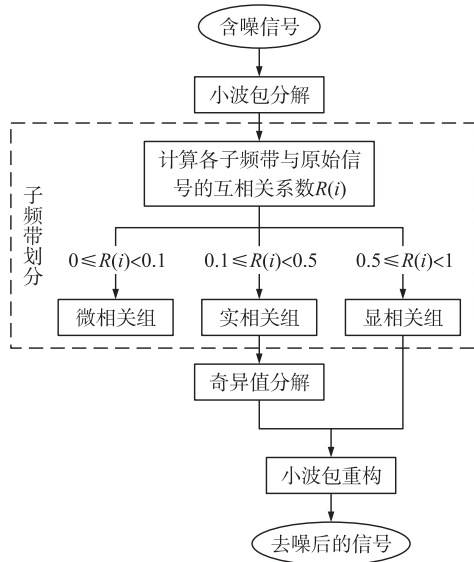 含噪信号
小波包分解
计算各子频带与原始信
号的互相关系数R(i)
子频带划分
0≤R(i)<0.1
0.1≤R(i)<0.5
0.5≤R(i)<1
微相关组
实相关组
显相关组
奇异值分解
小波包重构
去噪后的信号